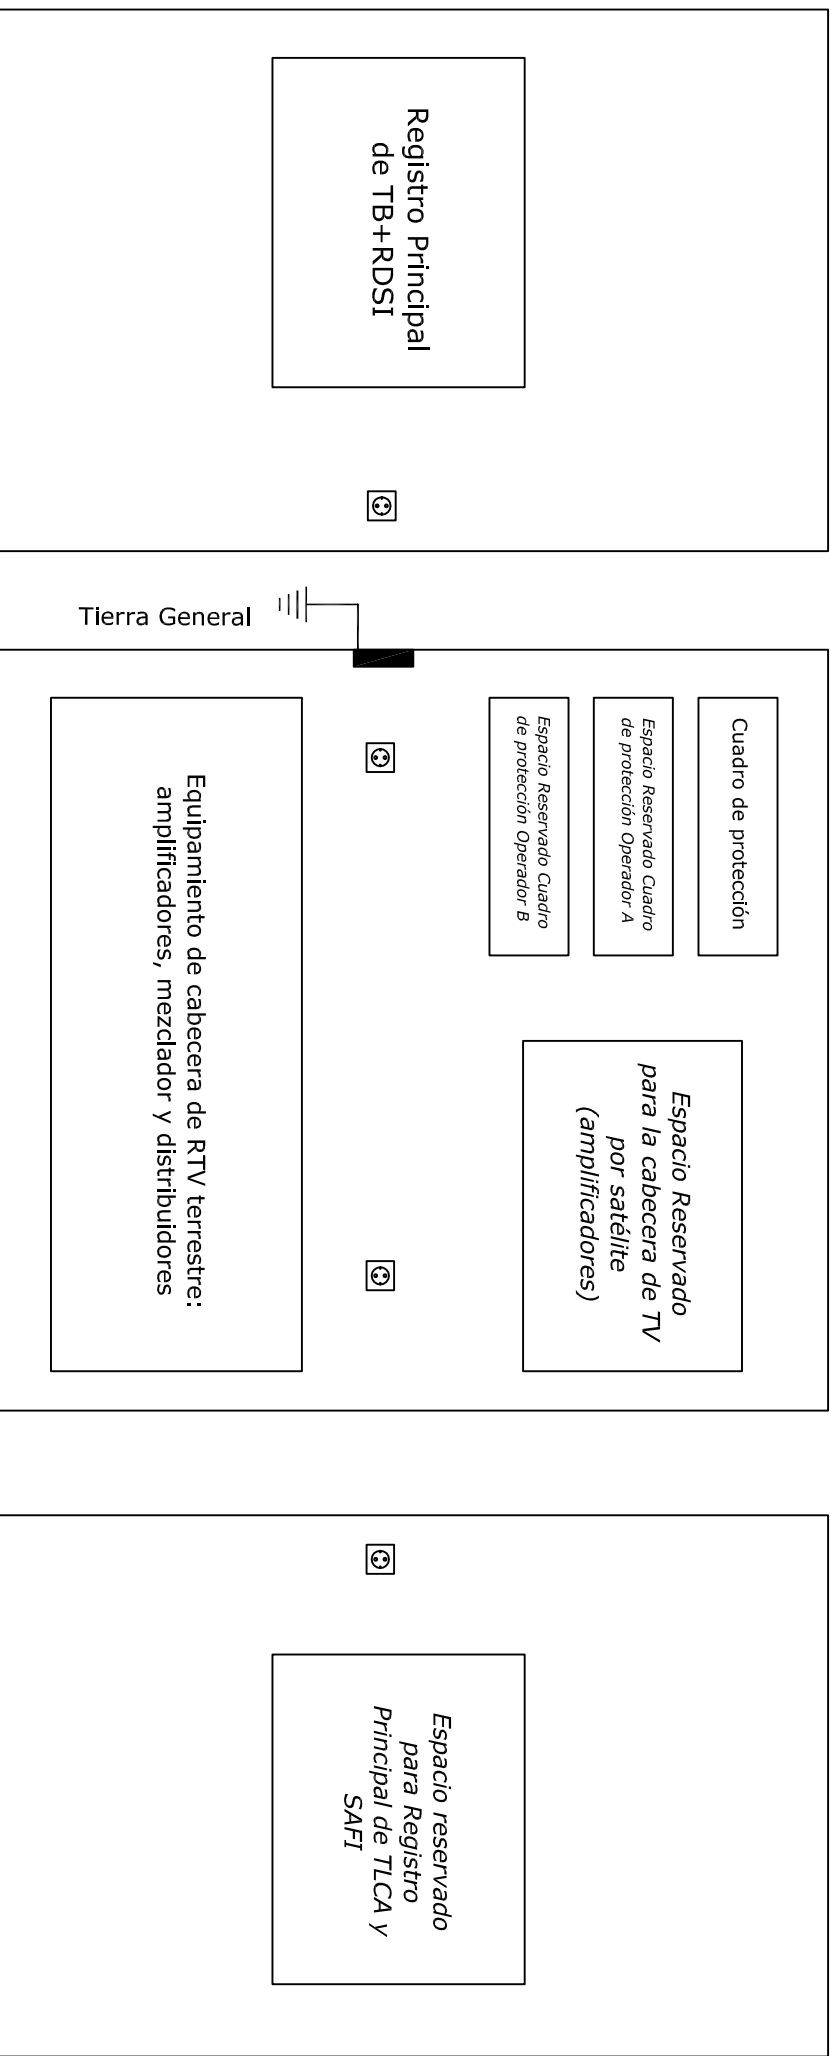 Registro Principal
de TB+RDSI
Tierra General
Cuadro de protección
Espacio Reservado Cuadro
de protección Operador A
Espacio Reservado Cuadro
de protección Operador B
Espacio Reservado
para la cabecera de TV
por satélite
(amplificadores)
Equipamiento de cabecera de RTV terrestre:
amplificadores, mezclador y distribuidores
Espacio reservado
para Registro
Principal de TLCA y
SAFI